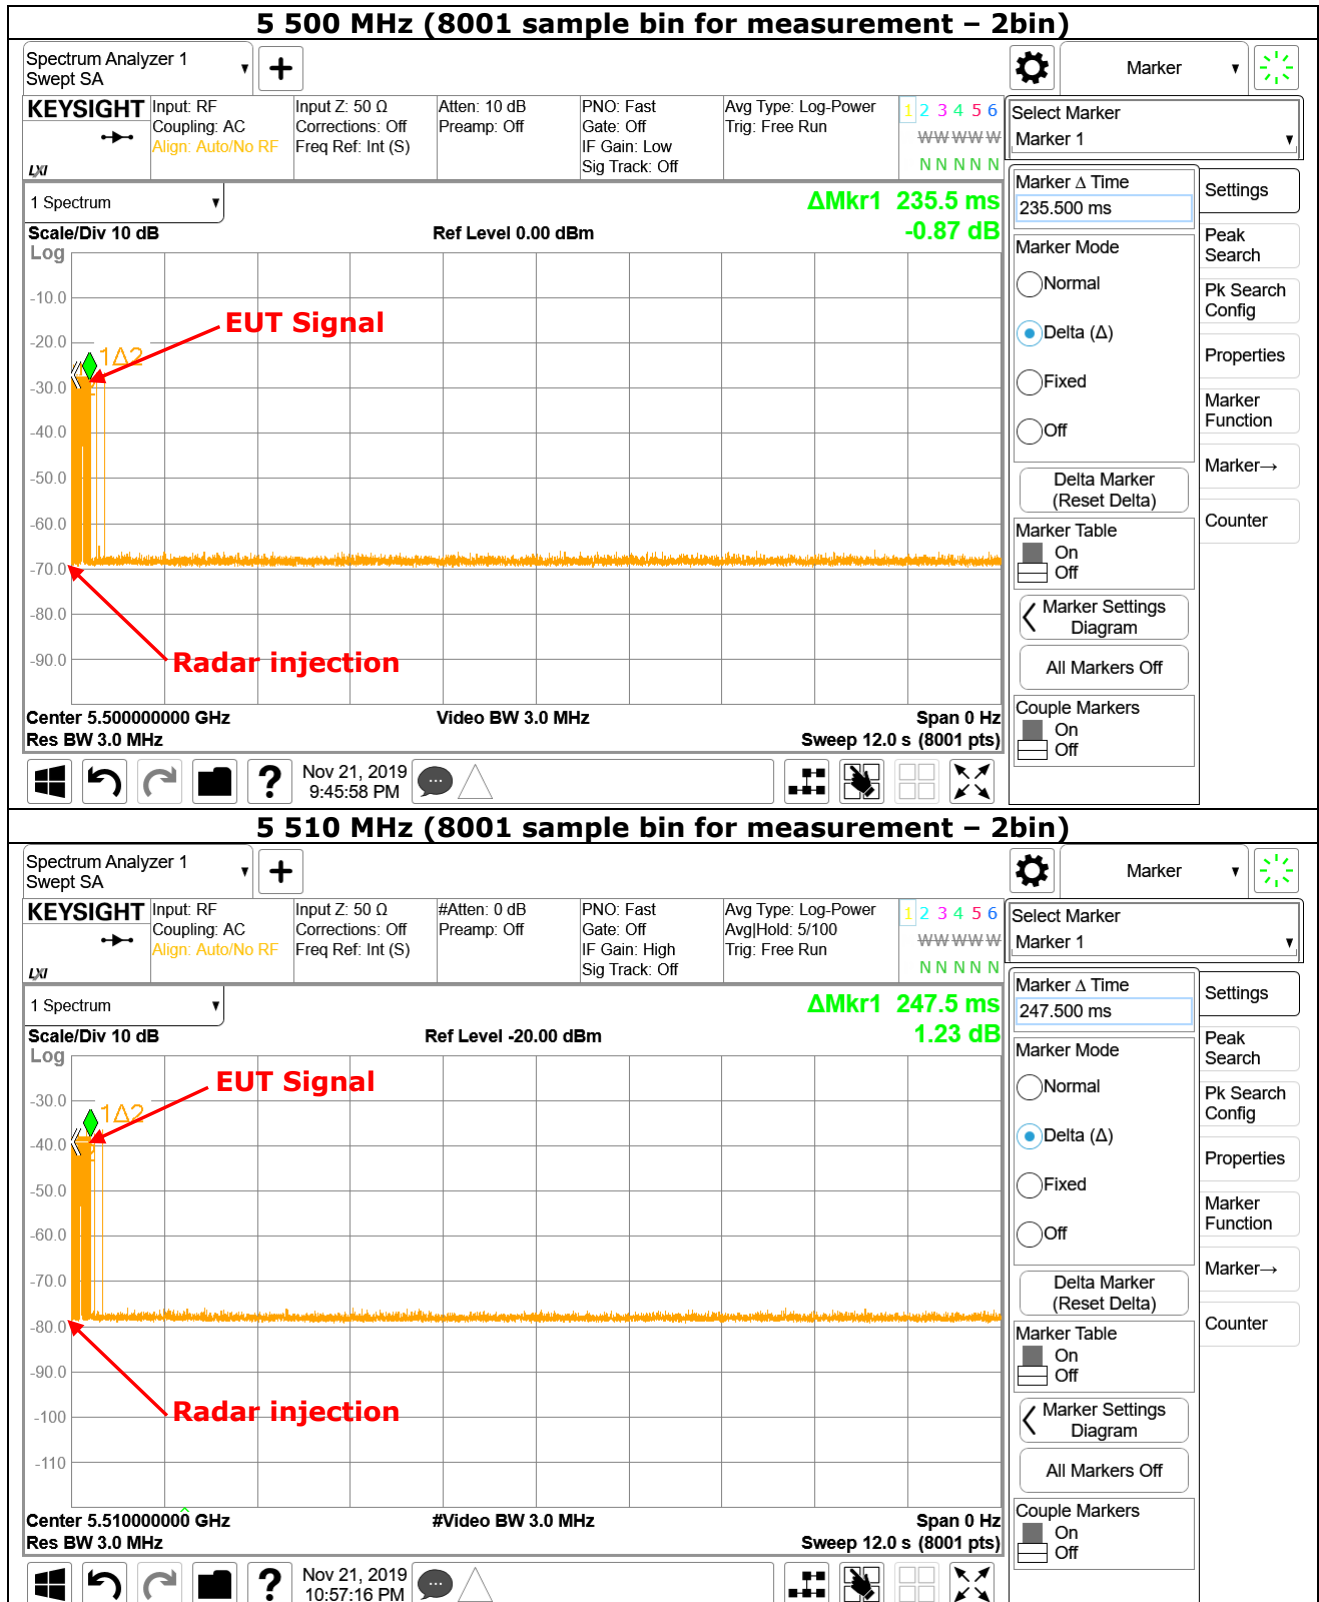 5 500 MHz (8001 sample bin for measurement – 2bin)
Spectrum Analyzer 1
Swept SA
Marker
KEYSIGHT
LXI
Input: RF
Coupling: AC
Align: Auto/No RF
Input Z: 50 Ω
Corrections: Off
Freq Ref: Int (S)
Atten: 10 dB
Preamp: Off
PNO: Fast
Gate: Off
IF Gain: Low
Sig Track: Off
Avg Type: Log-Power
Trig: Free Run
1 2 3 4 5 6
W W W W W
N N N N N
Select Marker
Marker 1
1 Spectrum
ΔMkr1 235.5 ms
-0.87 dB
Scale/Div 10 dB
Ref Level 0.00 dBm
Log
-10.0
-20.0
-30.0
-40.0
-50.0
-60.0
-70.0
-80.0
-90.0
EUT Signal
1Δ2
Radar injection
Center 5.500000000 GHz
Video BW 3.0 MHz
Span 0 Hz
Res BW 3.0 MHz
Sweep 12.0 s (8001 pts)
Nov 21, 2019
9:45:58 PM
?
Marker Δ Time
235.500 ms
Marker Mode
Normal
Delta (Δ)
Fixed
Off
Delta Marker
(Reset Delta)
Marker Table
On
Off
Marker Settings
Diagram
All Markers Off
Couple Markers
On
Off
Settings
Peak
Search
Pk Search
Config
Properties
Marker
Function
Marker→
Counter
5 510 MHz (8001 sample bin for measurement – 2bin)
Spectrum Analyzer 1
Swept SA
Marker
KEYSIGHT
LXI
Input: RF
Coupling: AC
Align: Auto/No RF
Input Z: 50 Ω
Corrections: Off
Freq Ref: Int (S)
#Atten: 0 dB
Preamp: Off
PNO: Fast
Gate: Off
IF Gain: High
Sig Track: Off
Avg Type: Log-Power
Avg|Hold: 5/100
Trig: Free Run
1 2 3 4 5 6
W W W W W
N N N N N
Select Marker
Marker 1
1 Spectrum
ΔMkr1 247.5 ms
1.23 dB
Scale/Div 10 dB
Ref Level -20.00 dBm
Log
-30.0
-40.0
-50.0
-60.0
-70.0
-80.0
-90.0
-100
-110
EUT Signal
1Δ2
Radar injection
Center 5.510000000 GHz
#Video BW 3.0 MHz
Span 0 Hz
Res BW 3.0 MHz
Sweep 12.0 s (8001 pts)
Nov 21, 2019
10:57:16 PM
?
Marker Δ Time
247.500 ms
Marker Mode
Normal
Delta (Δ)
Fixed
Off
Delta Marker
(Reset Delta)
Marker Table
On
Off
Marker Settings
Diagram
All Markers Off
Couple Markers
On
Off
Settings
Peak
Search
Pk Search
Config
Properties
Marker
Function
Marker→
Counter